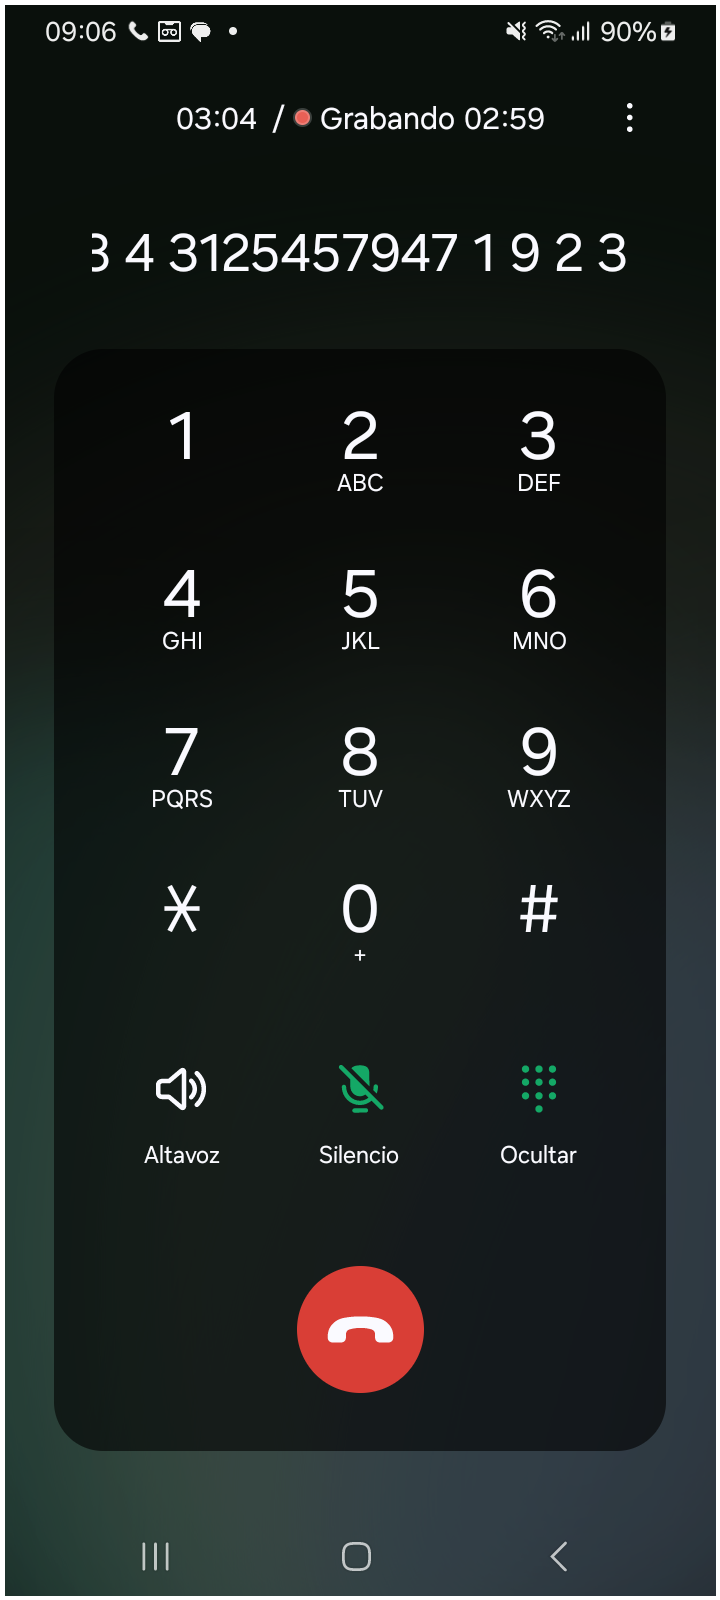 09:06 90%
03:04 / Grabando 02:59
3 4 3125457947 1 9 2 3
1 2 3
ABC DEF
4 5 6
GHI JKL MNO
7 8 9
PQRS TUV WXYZ
* 0 #
+
Altavoz Silencio Ocultar